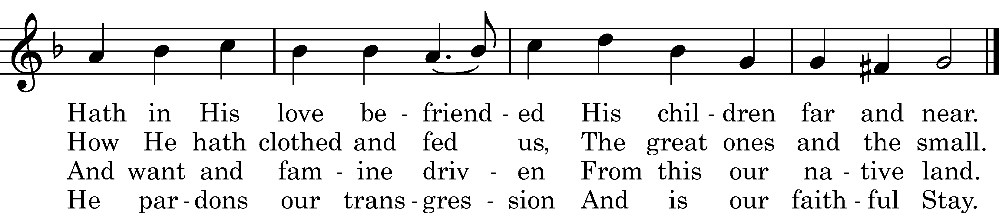 Hath in His love be - friend - ed His chil - dren far and near.
How He hath clothed and fed us, The great ones and the small.
And want and fam - ine driv - en From this our na - tive land.
He par - dons our trans - gres - sion And is our faith - ful Stay.